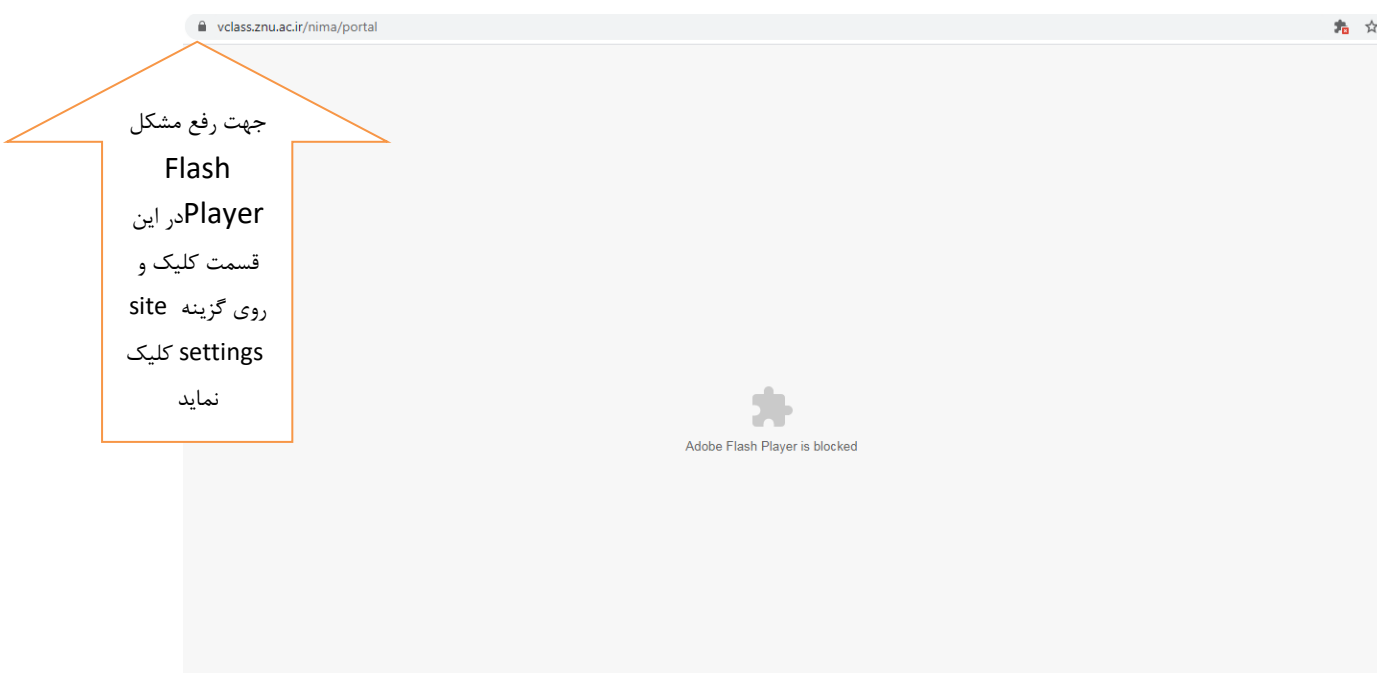 vclass.znu.ac.ir/nima/portal
جهت رفع مشکل
Flash
Playerدر این
قسمت کلیک و
روی گزینه site
settings کلیک
نماید
Adobe Flash Player is blocked